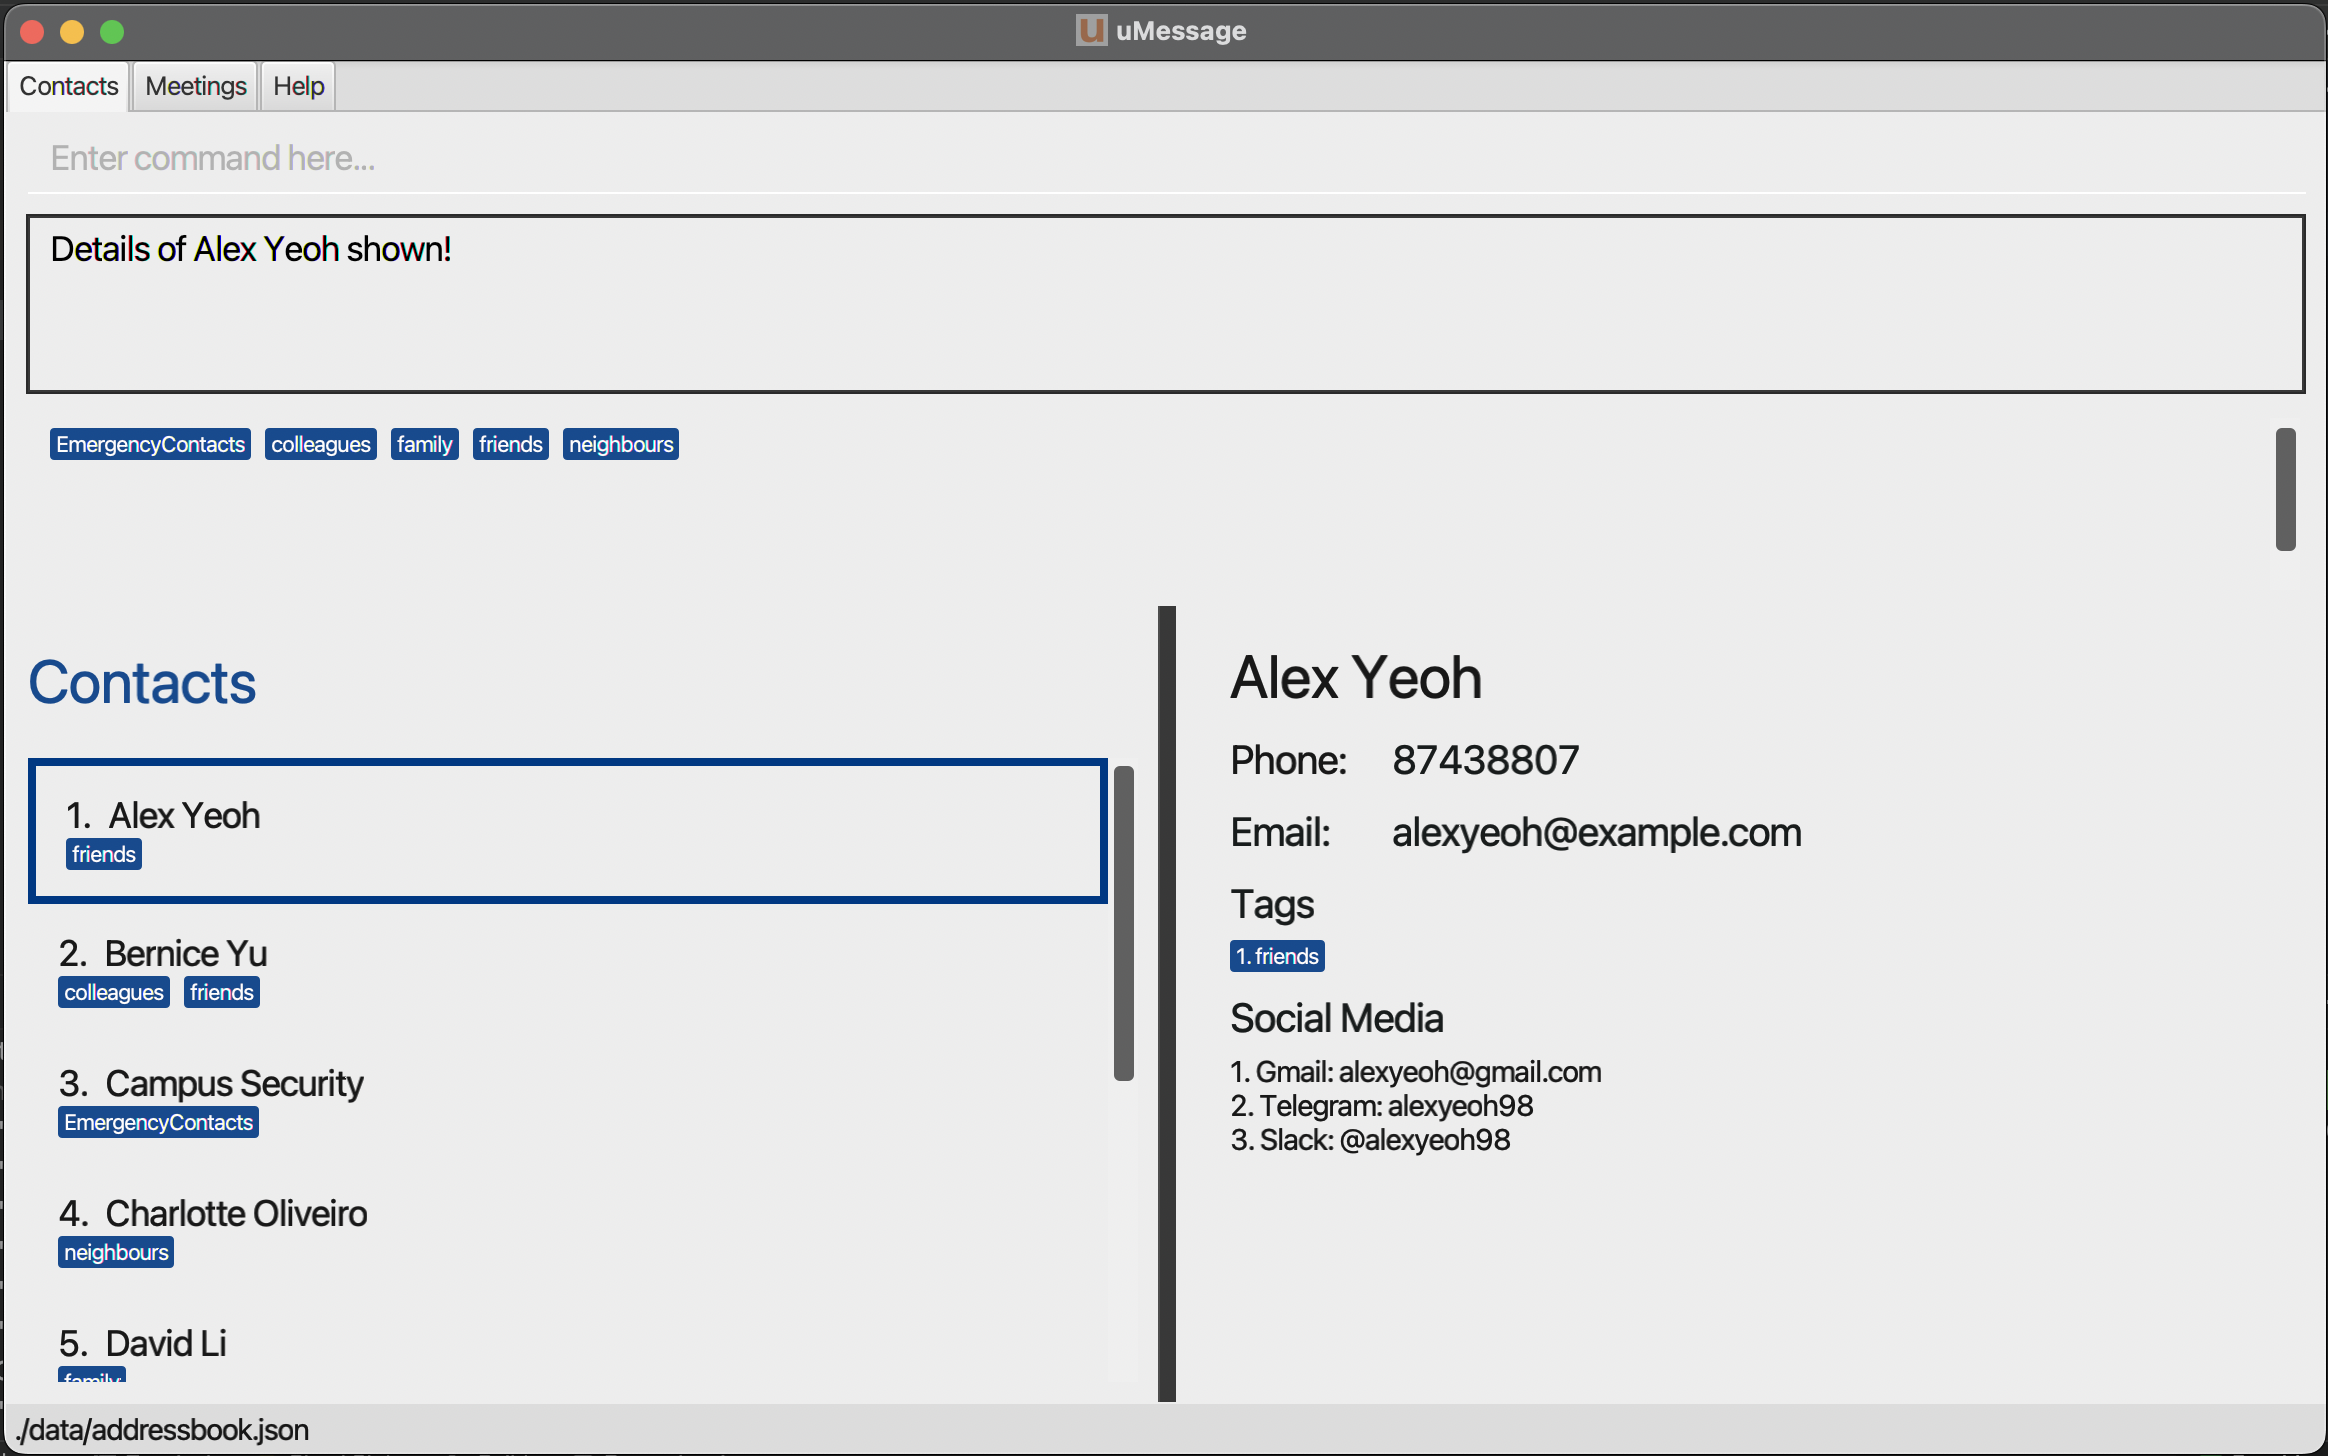 u uMessage
Contacts Meetings Help
Enter command here...
Details of Alex Yeoh shown!
EmergencyContacts colleagues family friends neighbours
Contacts
1. Alex Yeoh
friends
2. Bernice Yu
colleagues friends
3. Campus Security
EmergencyContacts
4. Charlotte Oliveiro
neighbours
5. David Li
family
Alex Yeoh
Phone: 87438807
Email: alexyeoh@example.com
Tags
1. friends
Social Media
1. Gmail: alexyeoh@gmail.com
2. Telegram: alexyeoh98
3. Slack: @alexyeoh98
./data/addressbook.json